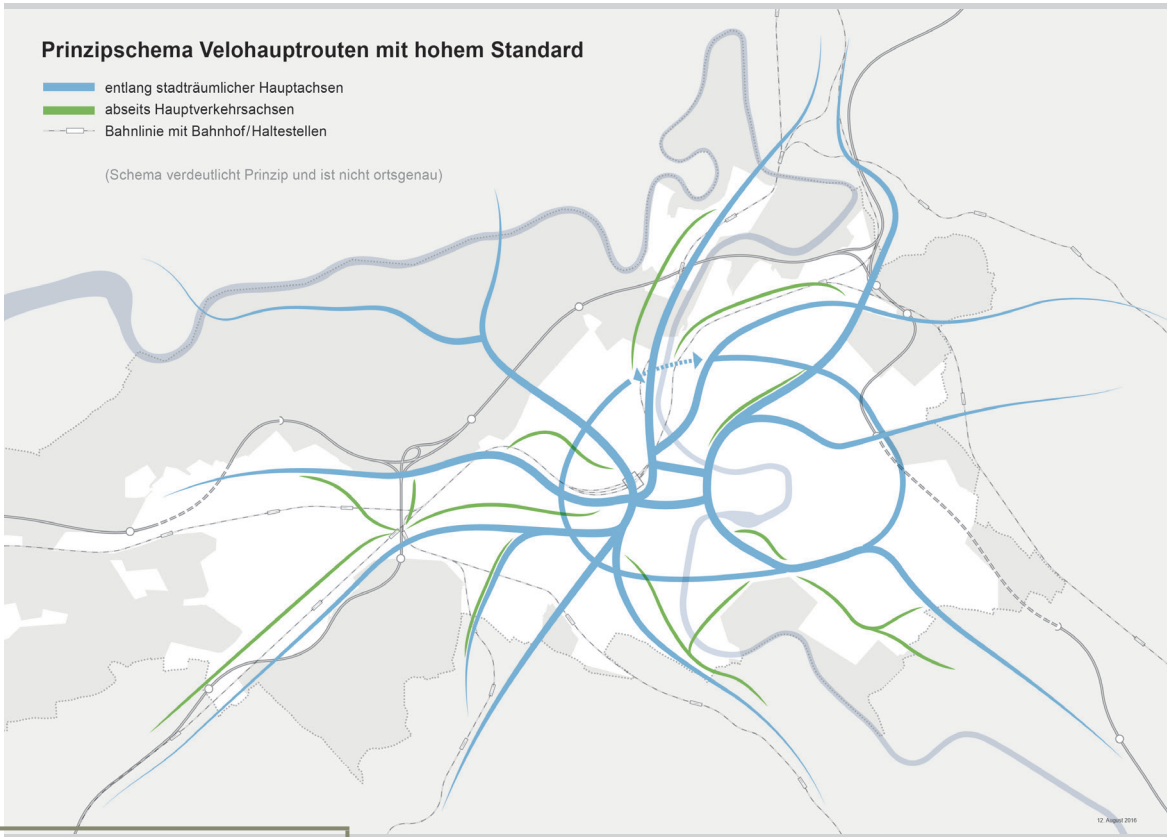 Prinzipschema Velohauptrouten mit hohem Standard
entlang stadträumlicher Hauptachsen
abseits Hauptverkehrsachsen
Bahnlinie mit Bahnhof/Haltestellen
(Schema verdeutlicht Prinzip und ist nicht ortsgenau)
12. August 2016